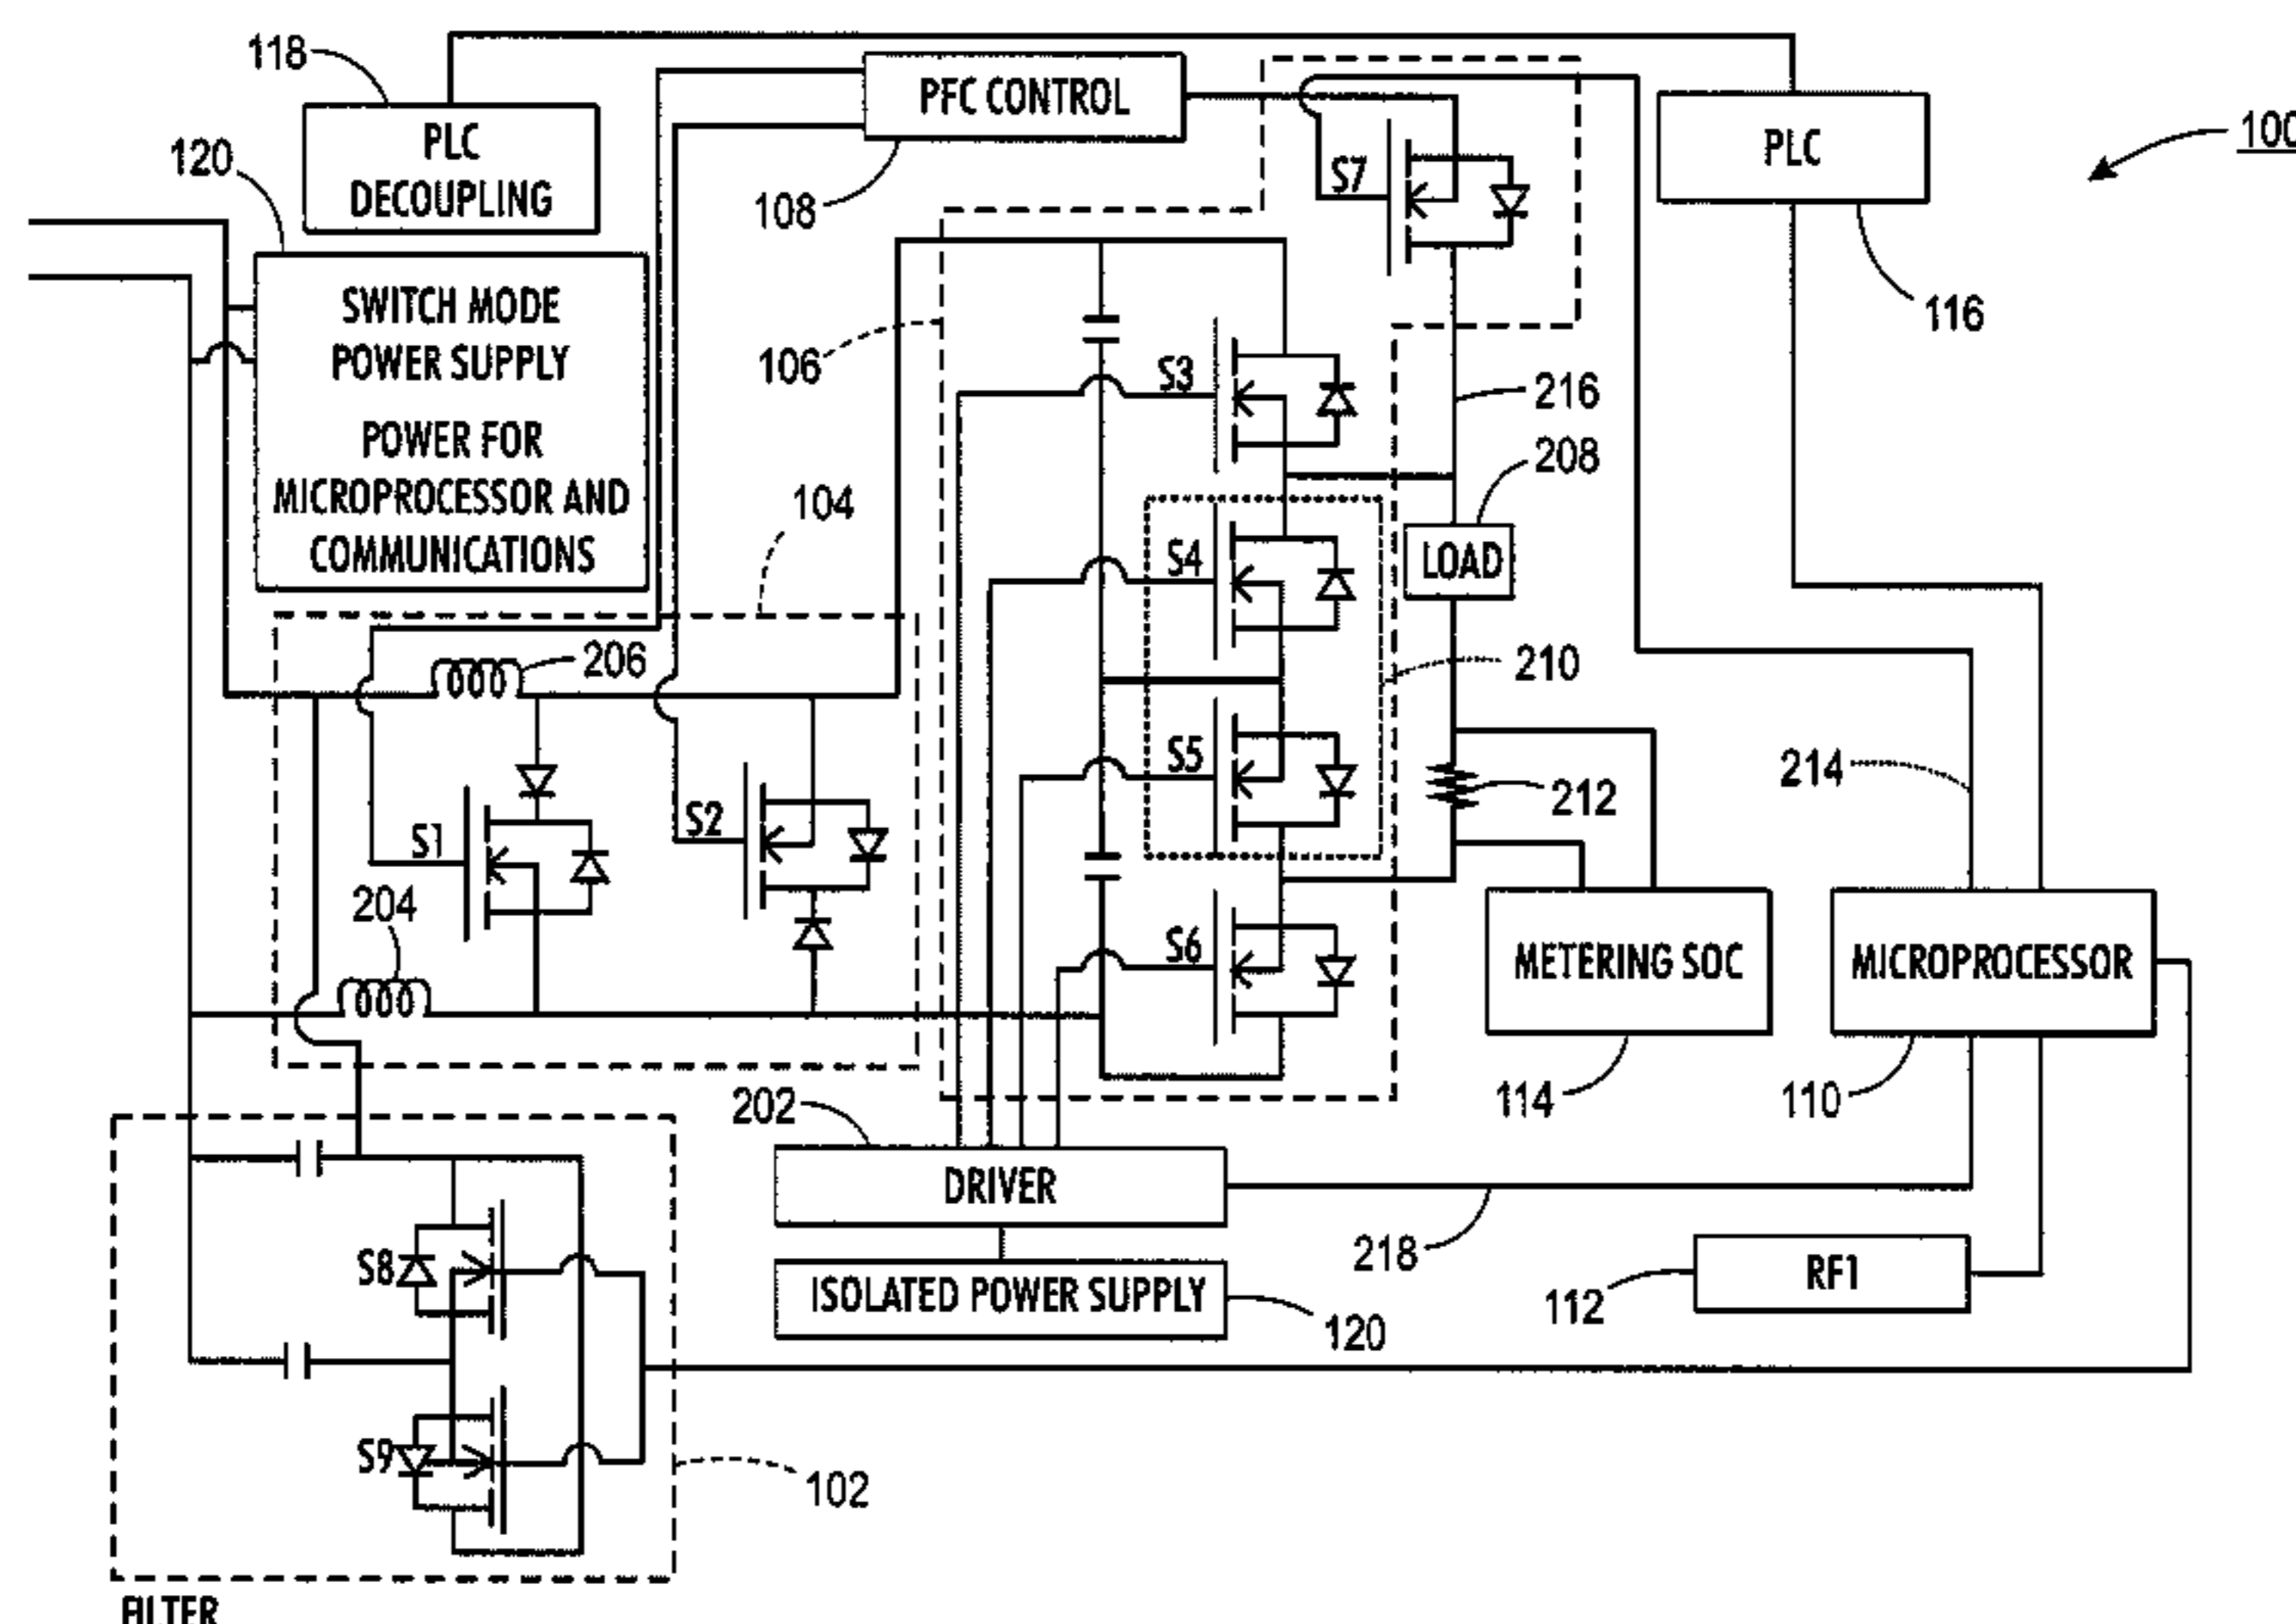 118
PLC
DECOUPLING
120
SWITCH MODE
POWER SUPPLY
POWER FOR
MICROPROCESSOR AND
COMMUNICATIONS
PFC CONTROL
108
S7
PLC
100
116
106
S3
216
208
LOAD
104
S4
210
206
S5
212
214
S1
S2
204
S6
METERING SOC
MICROPROCESSOR
202
114
110
DRIVER
218
S8
ISOLATED POWER SUPPLY
120
RF1
112
S9
102
FILTER